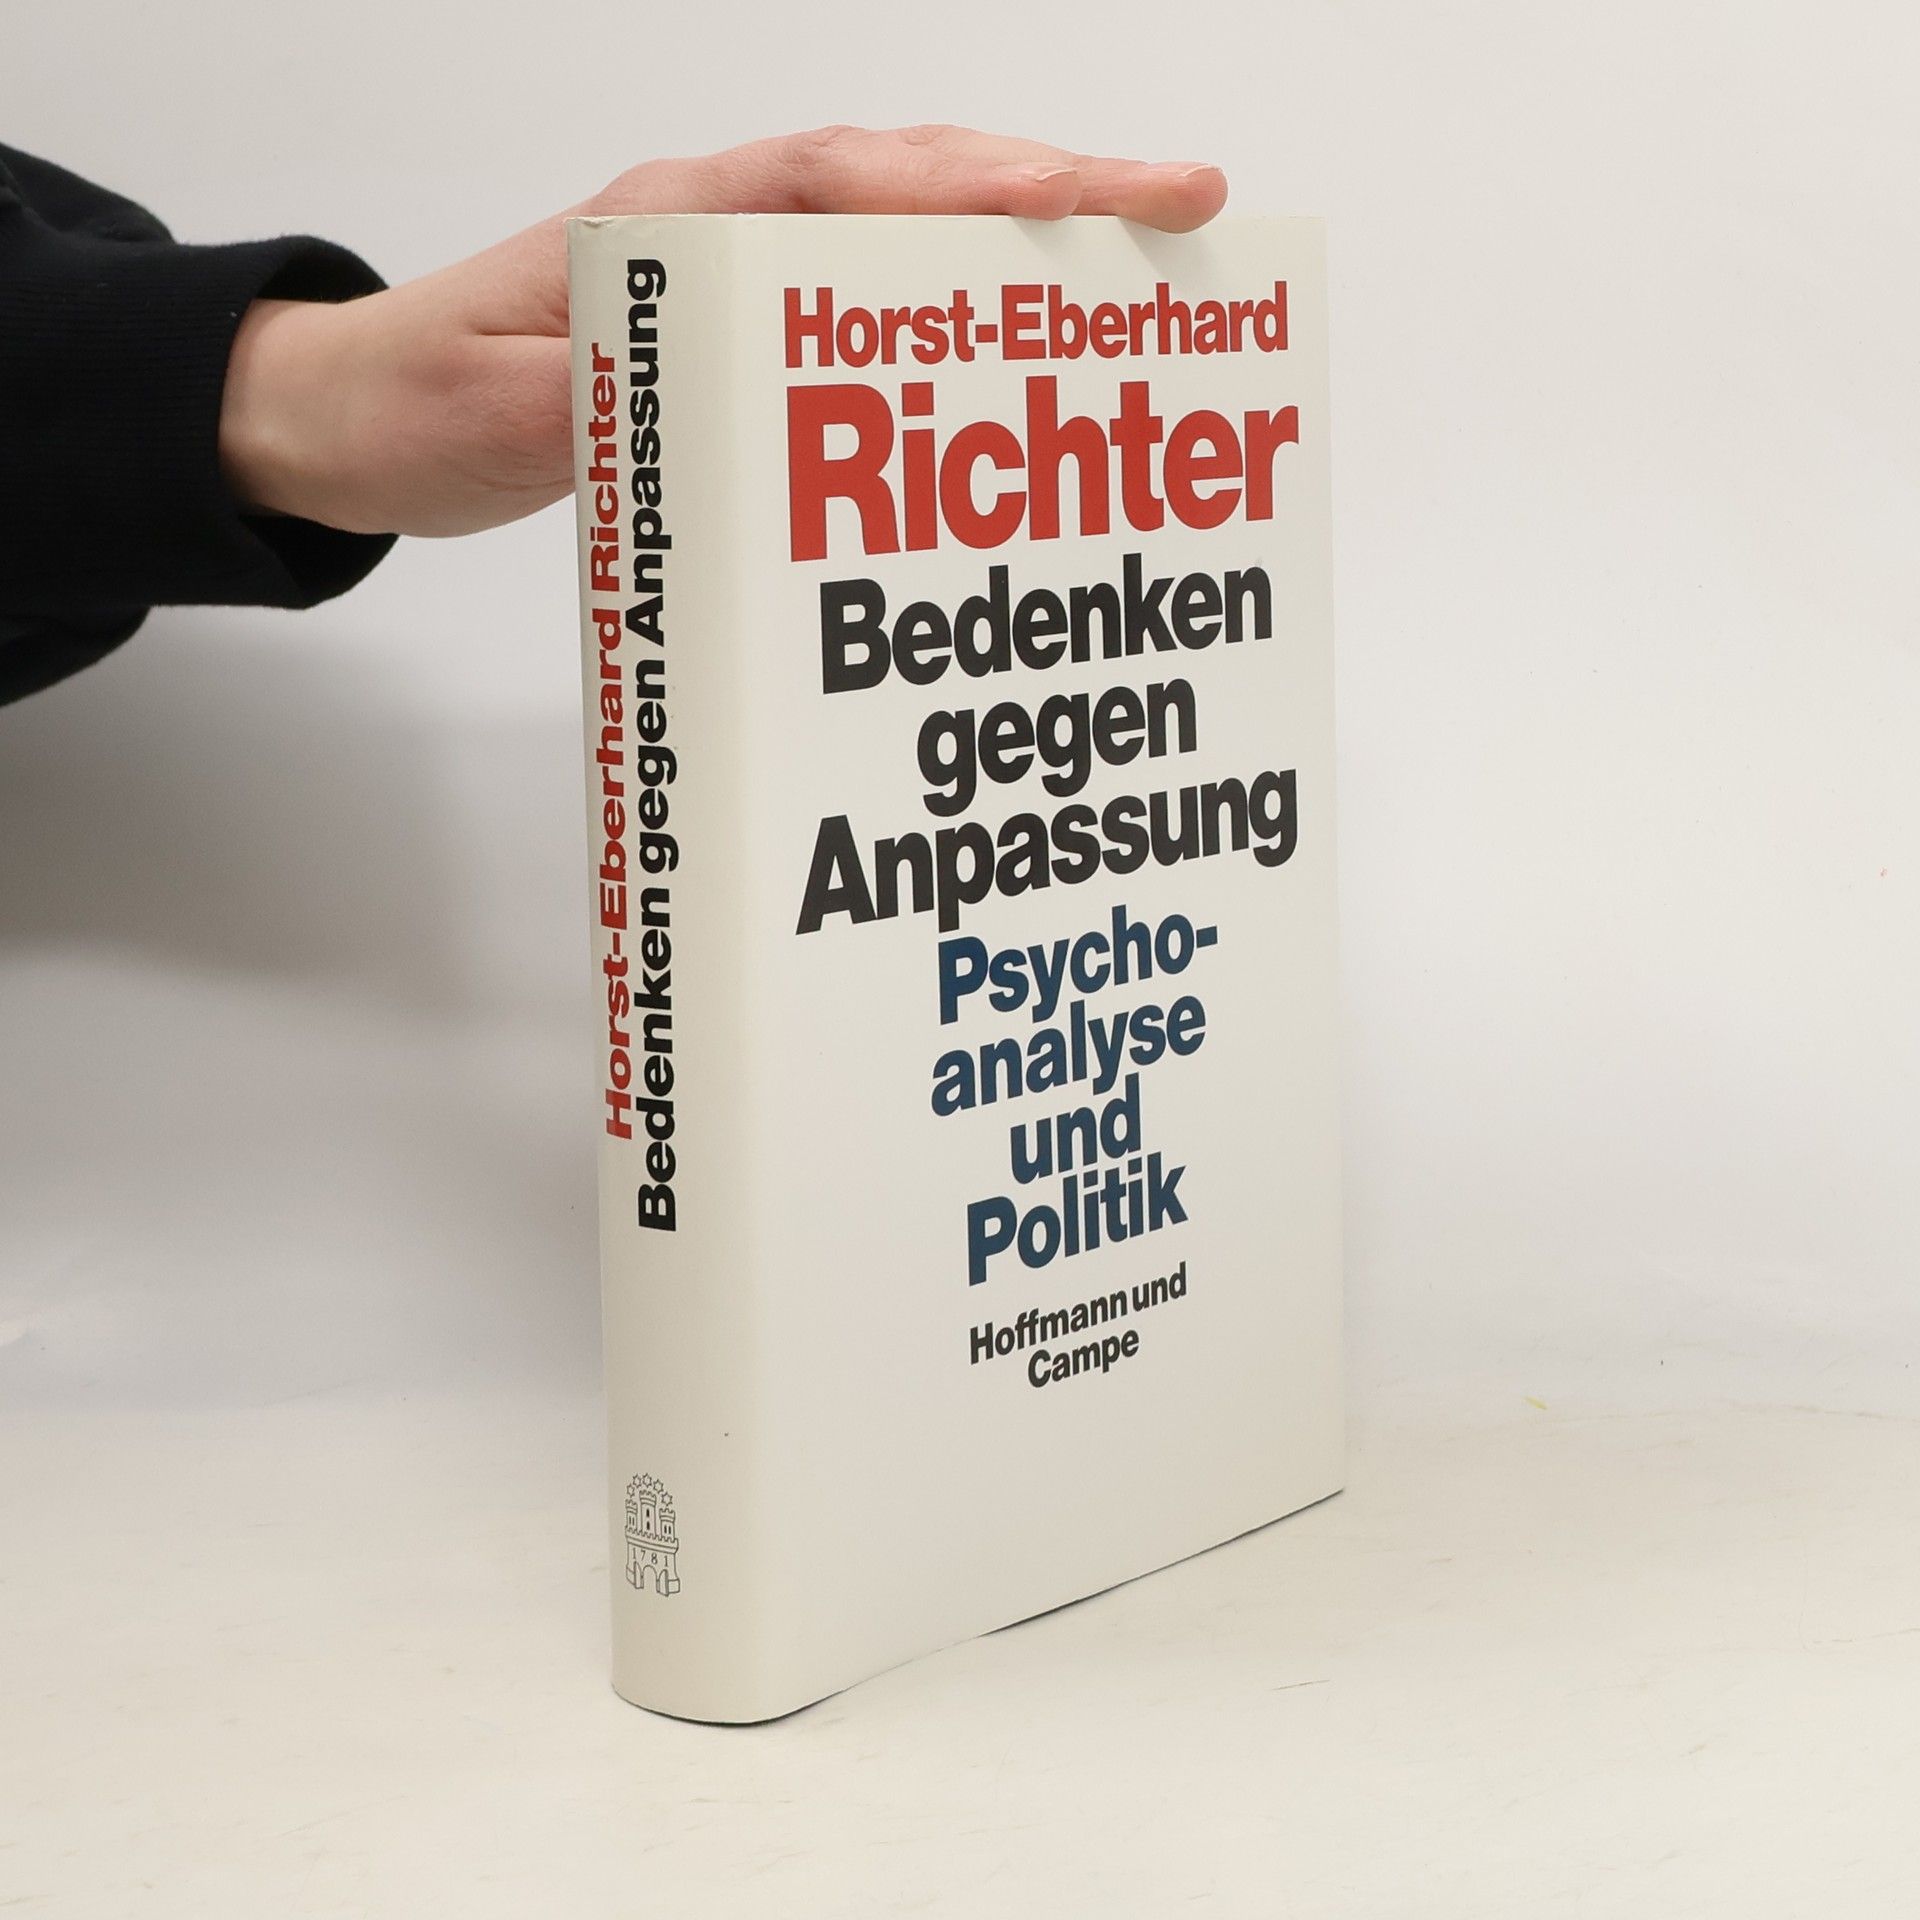 Horst-Eberhard Richter
Bedenken gegen Anpassung
1781
Horst-Eberhard
Richter
Bedenken
gegen
Anpassung
Psycho-
analyse
und
Politik
Hoffmann und
Campe